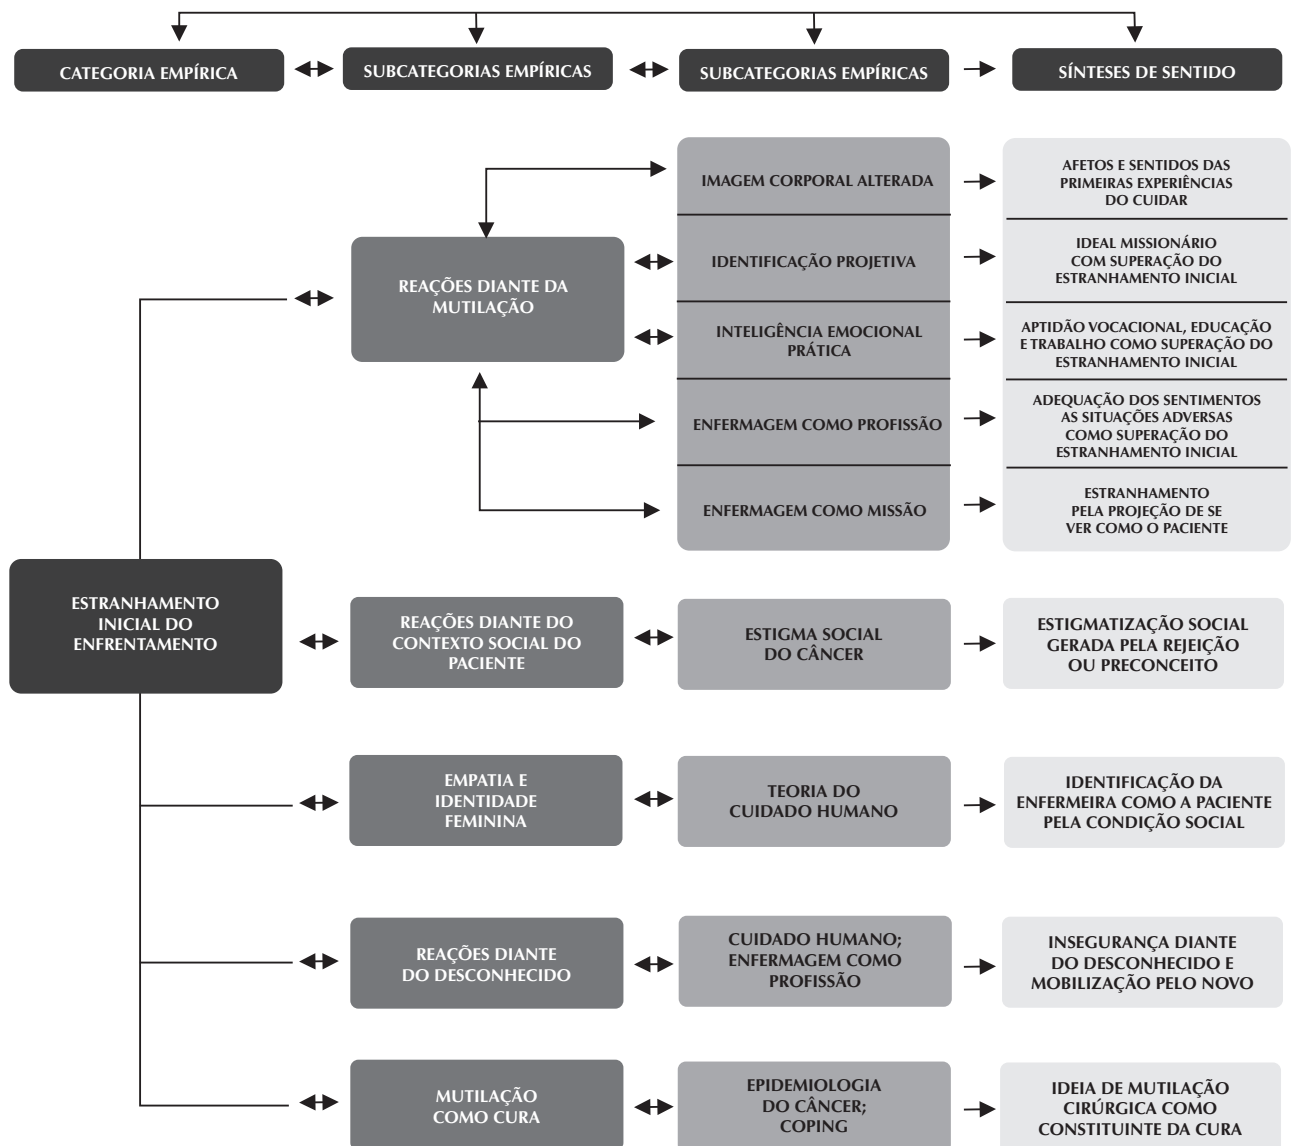 CATEGORIA EMPÍRICA
SUBCATEGORIAS EMPÍRICAS
SUBCATEGORIAS EMPÍRICAS
SÍNTESES DE SENTIDO
ESTRANHAMENTO
INICIAL DO
ENFRENTAMENTO
REAÇÕES DIANTE DA
MUTILAÇÃO
IMAGEM CORPORAL ALTERADA
AFETOS E SENTIDOS DAS
PRIMEIRAS EXPERIÊNCIAS
DO CUIDAR
IDENTIFICAÇÃO PROJETIVA
IDEAL MISSIONÁRIO
COM SUPERAÇÃO DO
ESTRANHAMENTO INICIAL
INTELIGÊNCIA EMOCIONAL
PRÁTICA
APTIDÃO VOCACIONAL, EDUCAÇÃO
E TRABALHO COMO SUPERAÇÃO DO
ESTRANHAMENTO INICIAL
ENFERMAGEM COMO PROFISSÃO
ADEQUAÇÃO DOS SENTIMENTOS
AS SITUAÇÕES ADVERSAS
COMO SUPERAÇÃO DO
ESTRANHAMENTO INICIAL
ENFERMAGEM COMO MISSÃO
ESTRANHAMENTO
PELA PROJEÇÃO DE SE
VER COMO O PACIENTE
REAÇÕES DIANTE DO
CONTEXTO SOCIAL DO
PACIENTE
ESTIGMA SOCIAL
DO CÂNCER
ESTIGMATIZAÇÃO SOCIAL
GERADA PELA REJEIÇÃO
OU PRECONCEITO
EMPATIA E
IDENTIDADE
FEMININA
TEORIA DO
CUIDADO HUMANO
IDENTIFICAÇÃO DA
ENFERMEIRA COMO A PACIENTE
PELA CONDIÇÃO SOCIAL
REAÇÕES DIANTE
DO DESCONHECIDO
CUIDADO HUMANO;
ENFERMAGEM COMO
PROFISSÃO
INSEGURANÇA DIANTE
DO DESCONHECIDO E
MOBILIZAÇÃO PELO NOVO
MUTILAÇÃO
COMO CURA
EPIDEMIOLOGIA
DO CÂNCER;
COPING
IDEIA DE MUTILAÇÃO
CIRÚRGICA COMO
CONSTITUINTE DA CURA